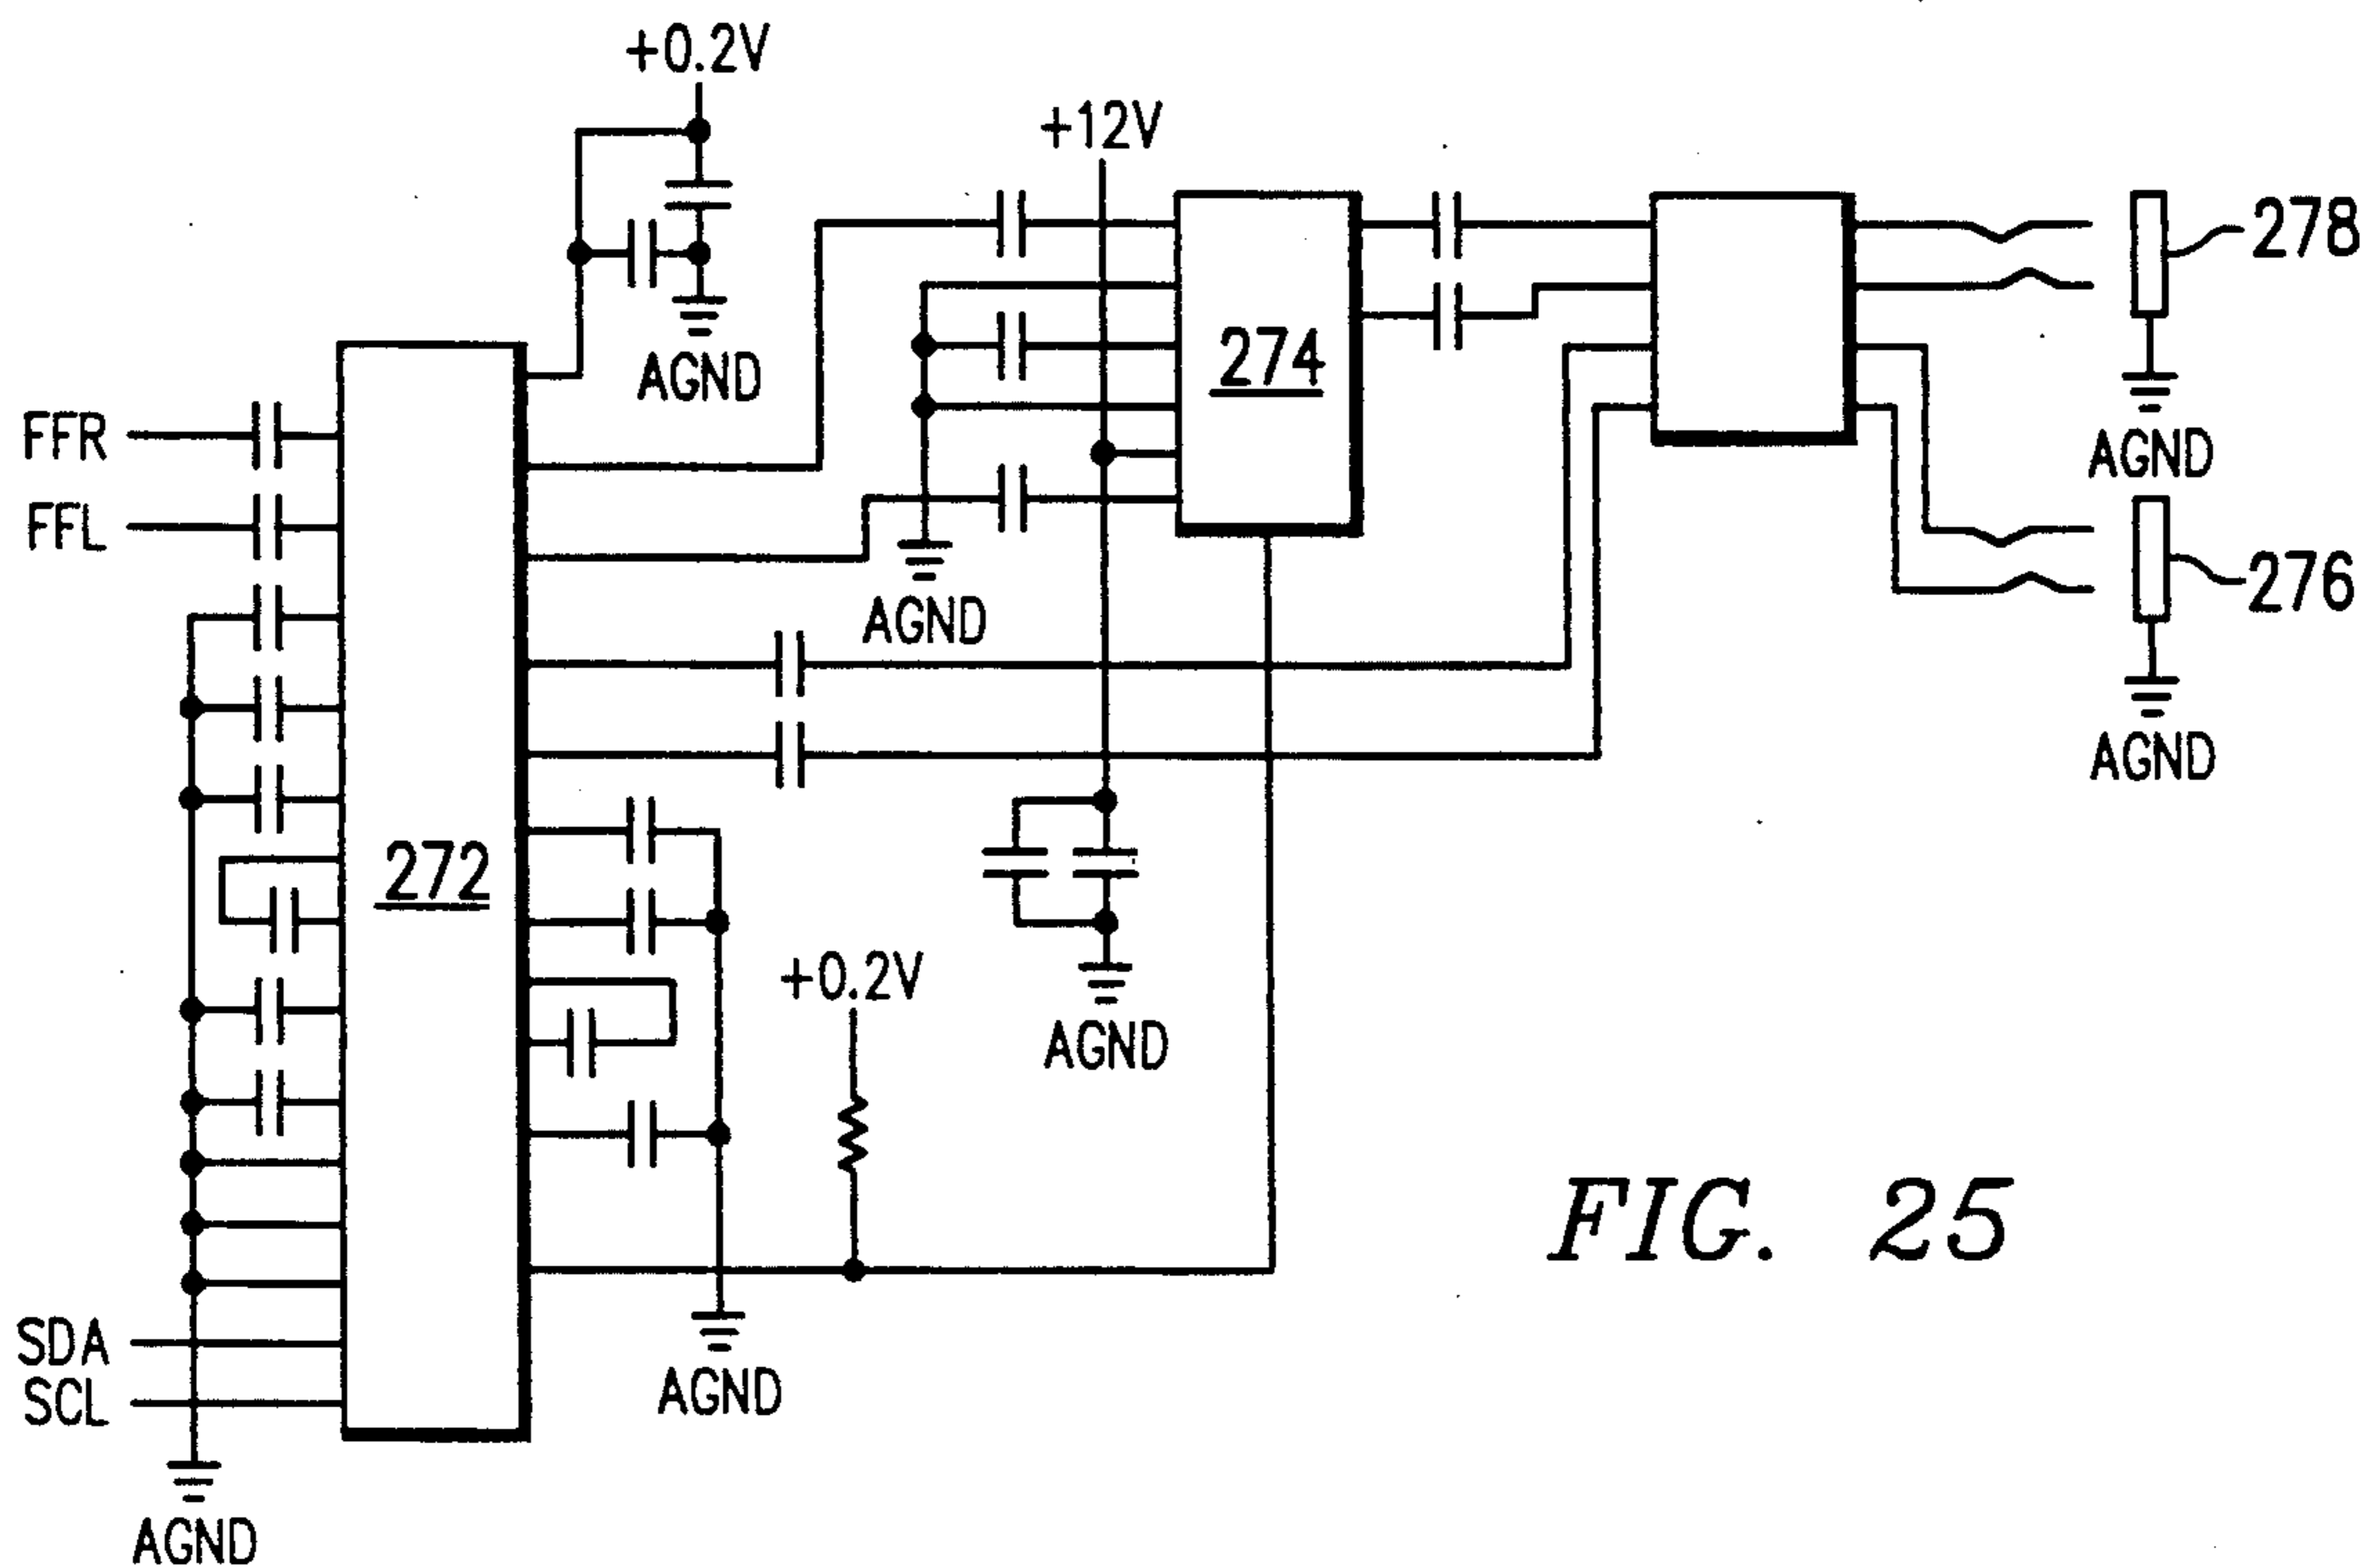 +0.2V
+12V
278
274
AGND
FFR
AGND
FFL
276
AGND
AGND
272
+0.2V
AGND
FIG. 25
SDA
AGND
SCL
AGND